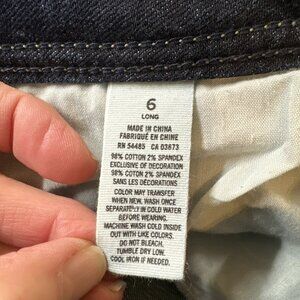 6
LONG
MADE IN CHINA
FABRIQUÉ EN CHINE
RN 54485 CA 03873
98% COTTON 2% SPANDEX
EXCLUSIVE OF DECORATION
98% COTON 2% SPANDEX
SANS LES DÉCORATIONS
COLOR MAY TRANSFER
WHEN NEW, WASH ONCE
SEPARATELY IN COLD WATER
BEFORE WEARING.
MACHINE WASH COLD INSIDE
OUT WITH LIKE COLORS.
DO NOT BLEACH.
TUMBLE DRY LOW.
COOL IRON IF NEEDED.